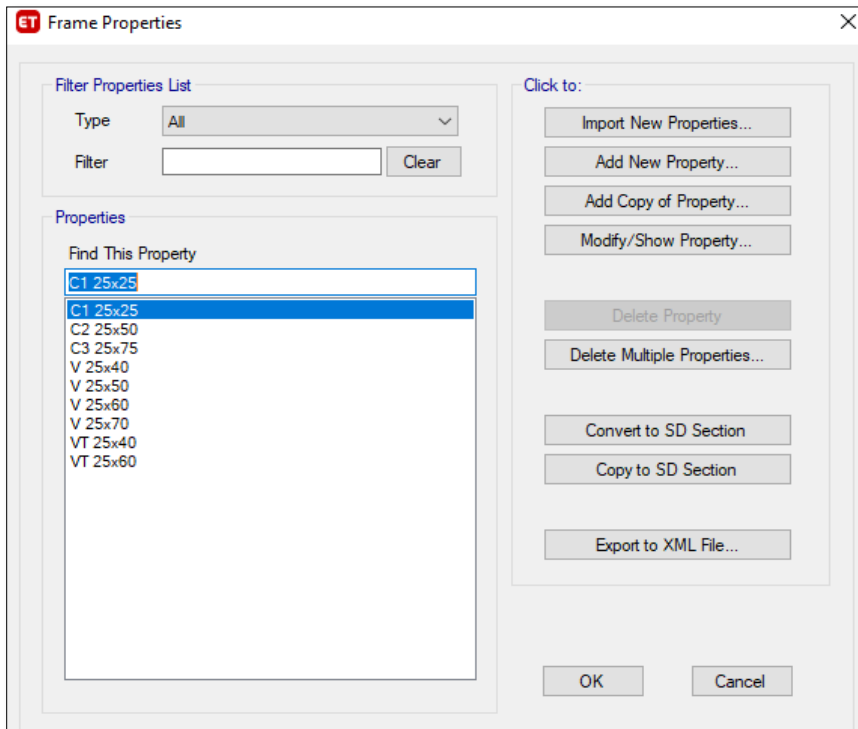 ET Frame Properties
Filter Properties List
Type All
Filter Clear
Properties
Find This Property
C1 25x25
C1 25x25
C2 25x50
C3 25x75
V 25x40
V 25x50
V 25x60
V 25x70
VT 25x40
VT 25x60
Click to:
Import New Properties...
Add New Property...
Add Copy of Property...
Modify/Show Property...
Delete Property
Delete Multiple Properties...
Convert to SD Section
Copy to SD Section
Export to XML File...
OK Cancel